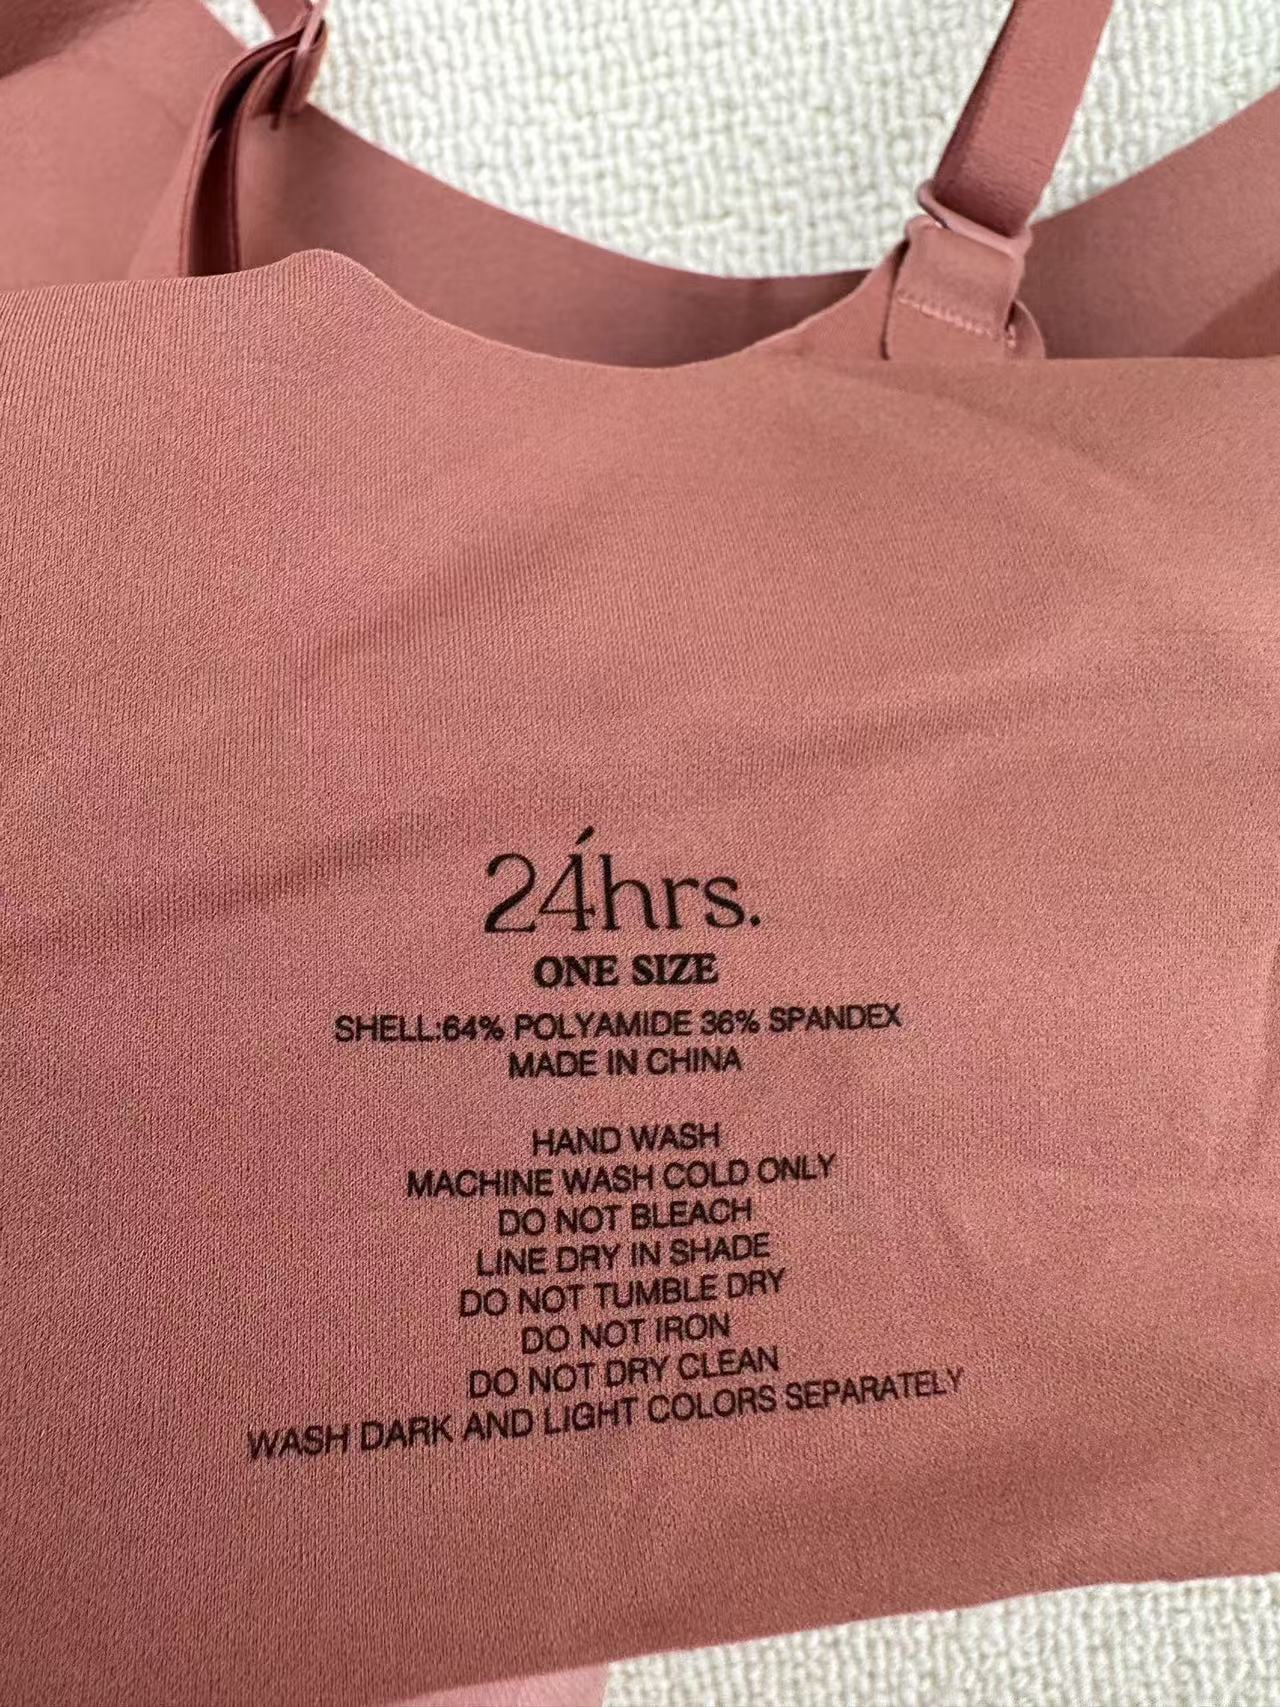 24hrs.
ONE SIZE
SHELL:64% POLYAMIDE 36% SPANDEX
MADE IN CHINA
HAND WASH
MACHINE WASH COLD ONLY
DO NOT BLEACH
LINE DRY IN SHADE
DO NOT TUMBLE DRY
DO NOT IRON
DO NOT DRY CLEAN
WASH DARK AND LIGHT COLORS SEPARATELY